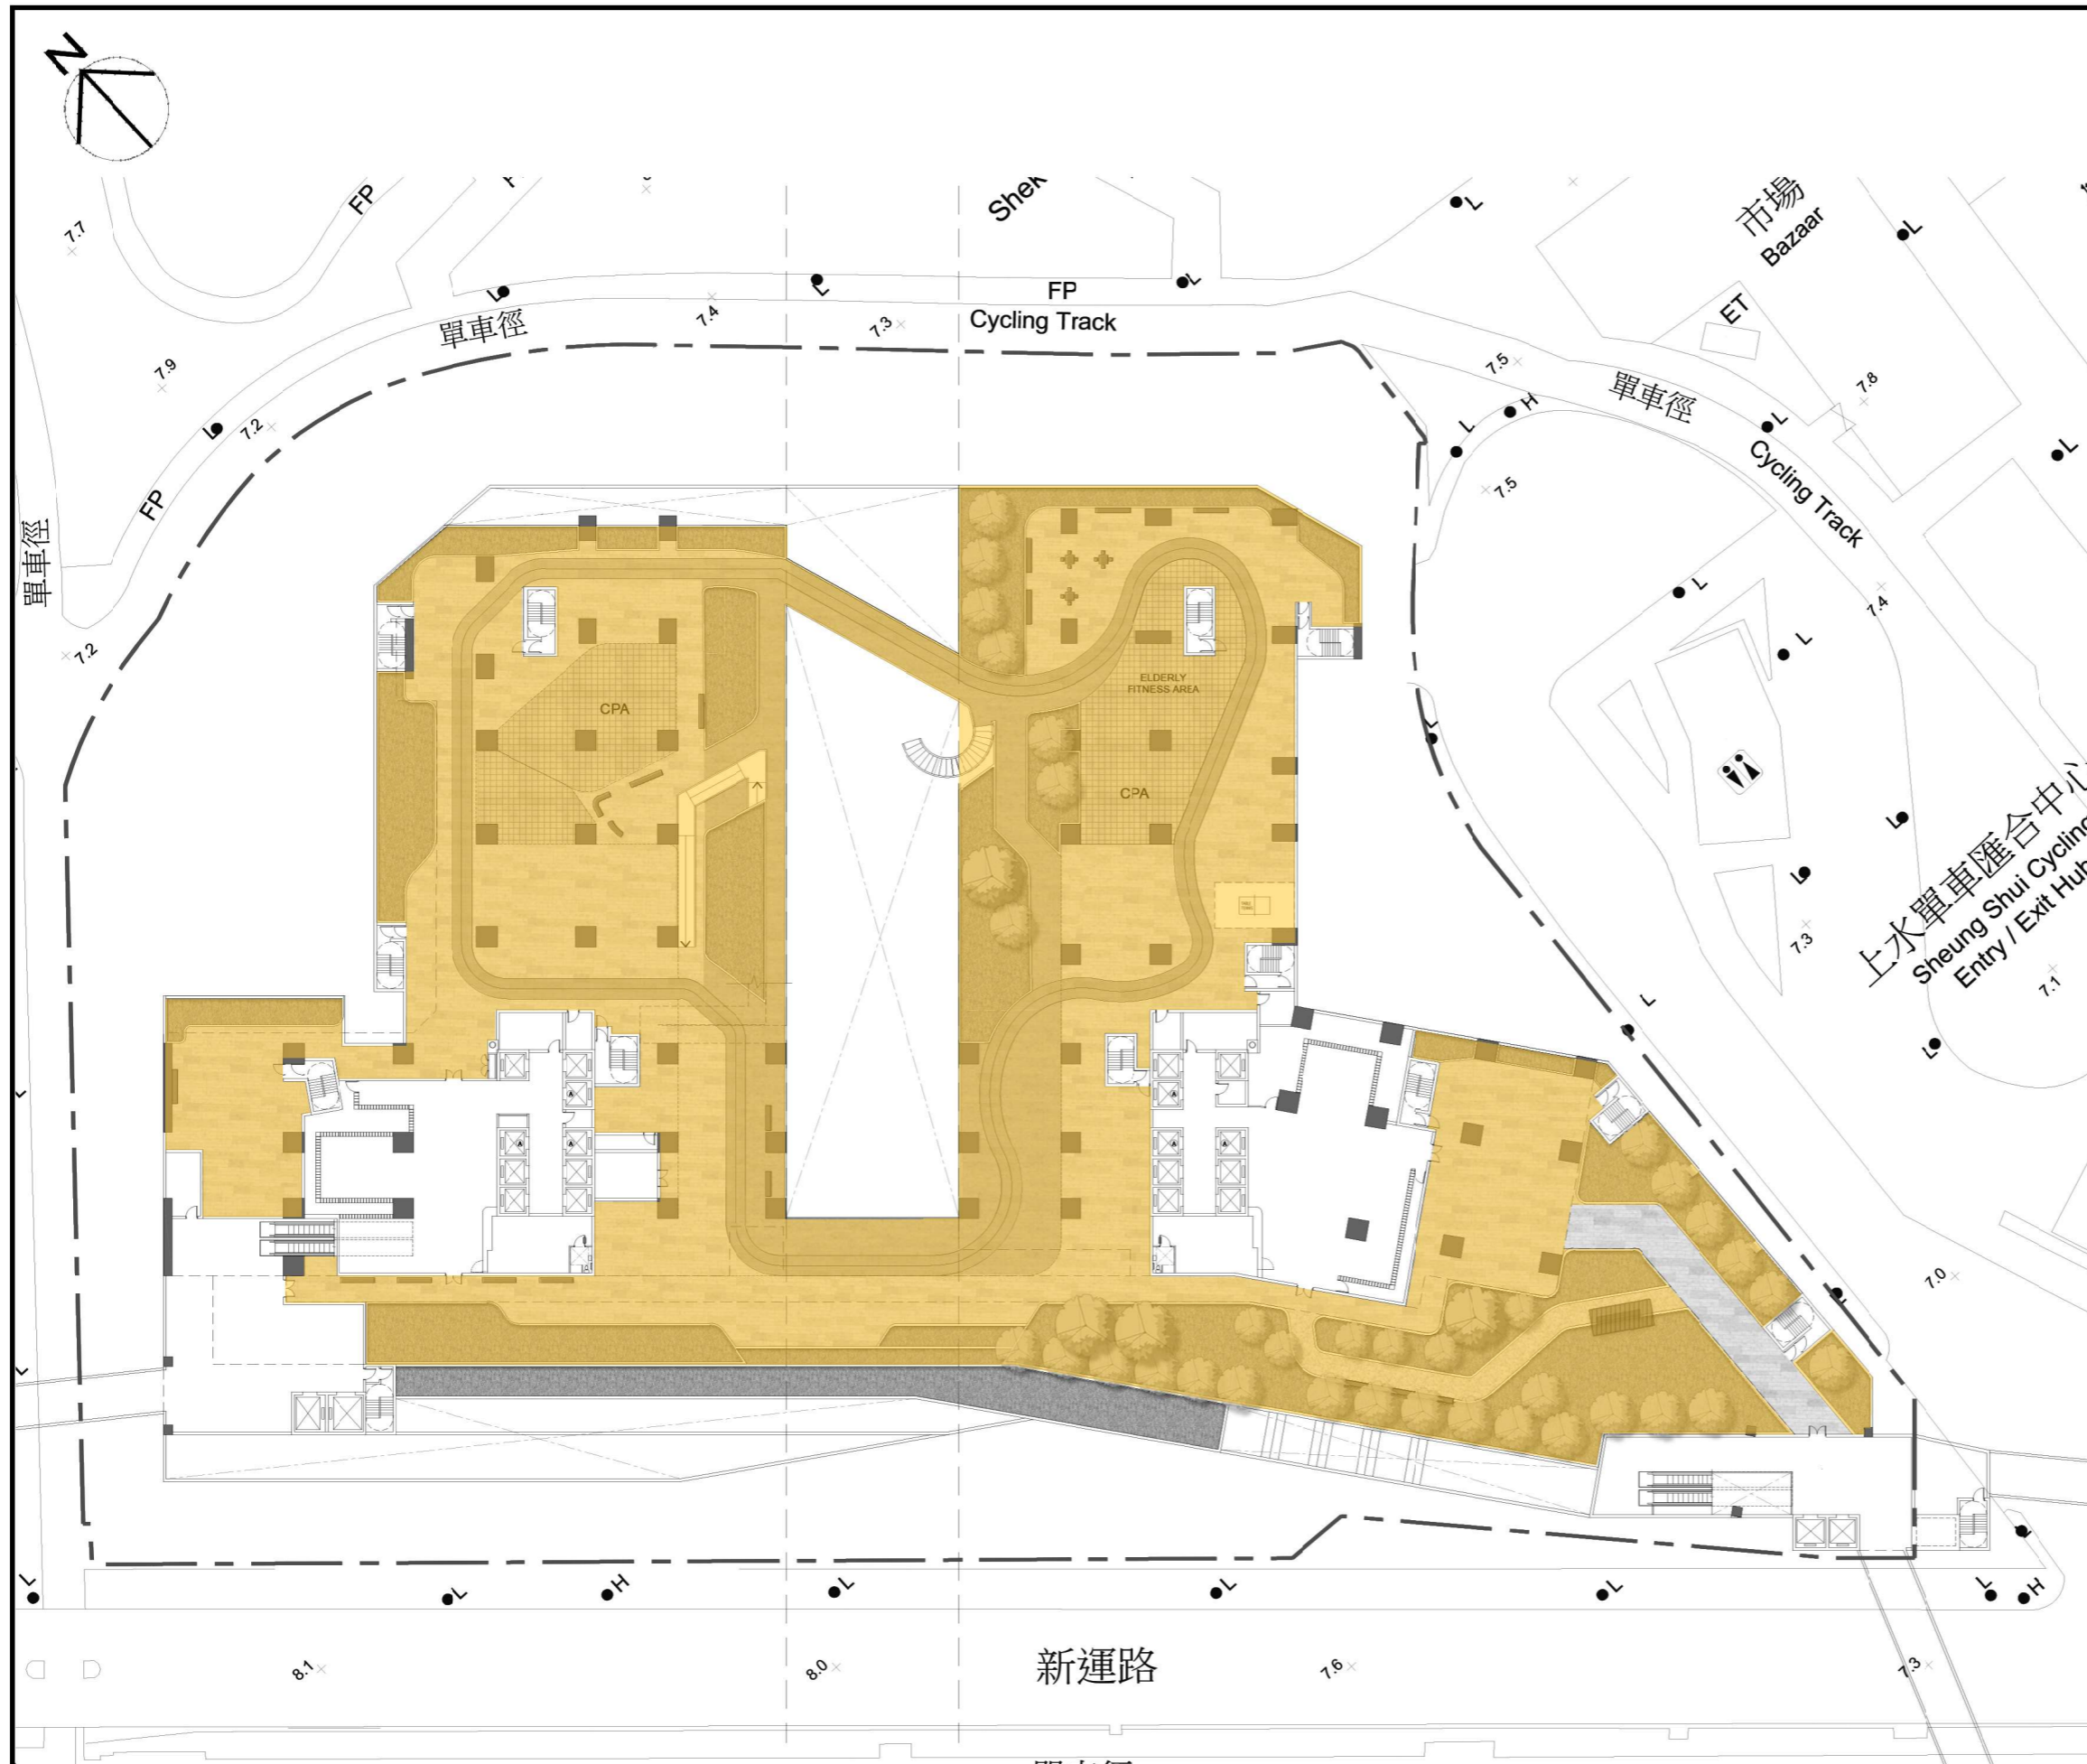 N
FP
Shek
市場
Bazaar
L
L
7.7
L
L
L
FP
Cycling Track
ET
單車徑
7.4
7.3
7.9
7.5
單車徑
7.8
L
7.2
L
H
L
L
Cycling Track
7.5
FP
單車徑
L
7.4
L
7.2
ELDERLY
FITNESS AREA
CPA
L
CPA
L
L
上水單車匯合中心
Sheung Shui Cycling
Entry / Exit Hub
7.3
7.1
L
L
L
A
A
A
A
A
A
7.0
L
L
L
L
L
H
L
L
L
L
H
8.1
8.0
新運路
7.6
7.3